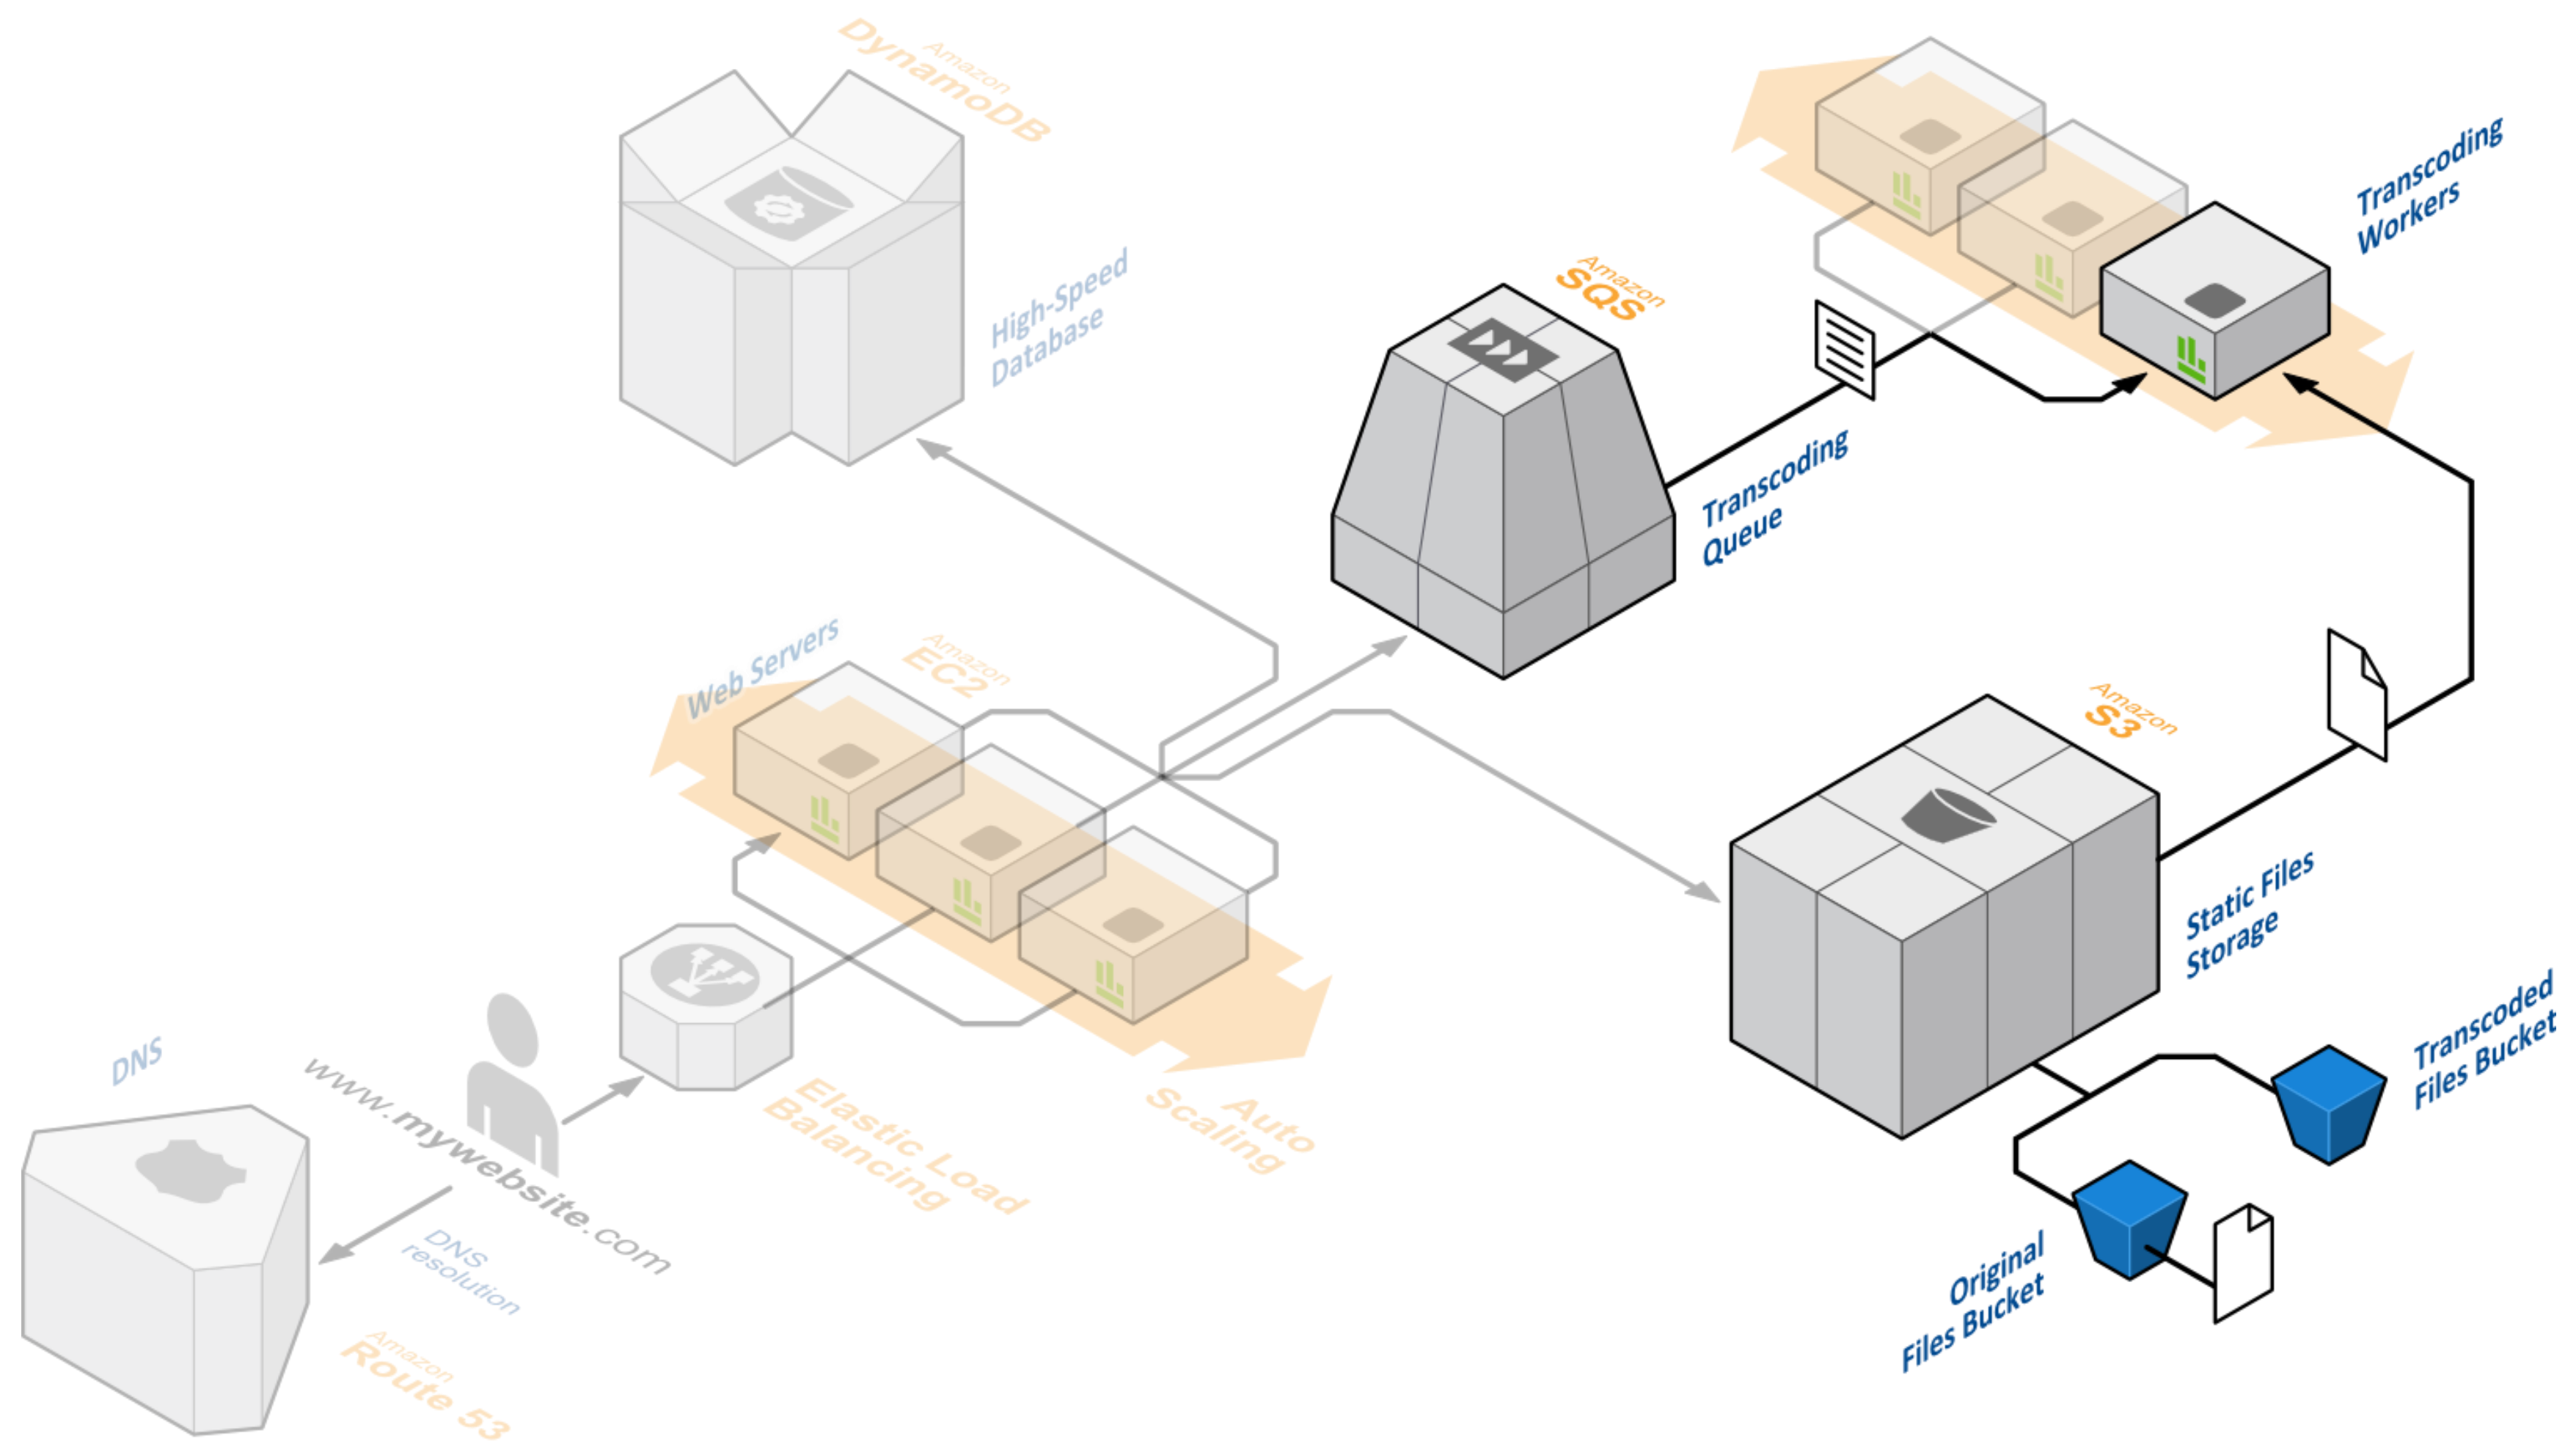 Amazon
DynamoDB
High-Speed
Database
Amazon
SQS
Transcoding
Workers
Transcoding
Queue
Web Servers
Amazon
EC2
Amazon
S3
Static Files
Storage
Transcoded
Files Bucket
Original
Files Bucket
Auto
Scaling
Elastic Load
Balancing
DNS
www.mywebsite.com
DNS
resolution
Amazon
Route 53